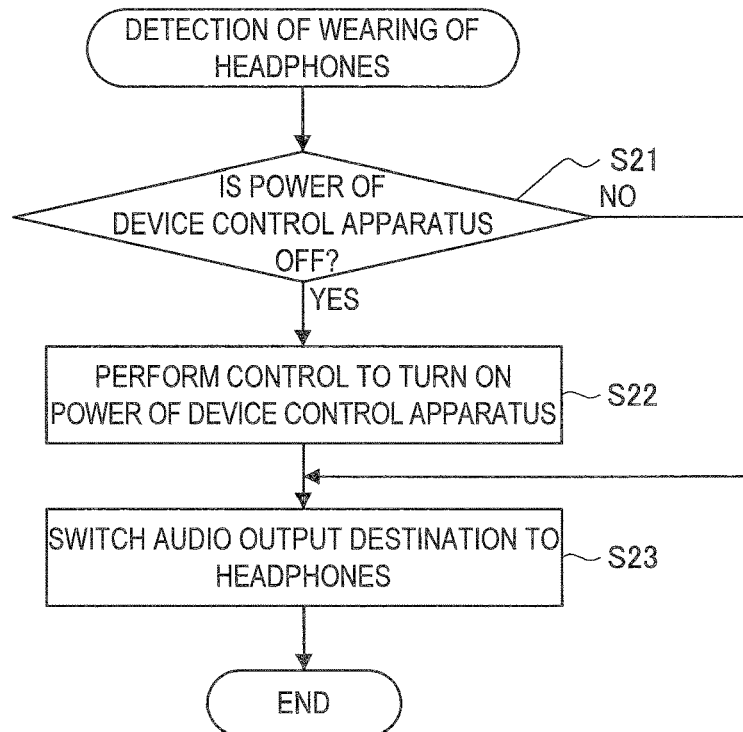 DETECTION OF WEARING OF
HEADPHONES
S21
IS POWER OF
DEVICE CONTROL APPARATUS
OFF?
NO
YES
PERFORM CONTROL TO TURN ON
POWER OF DEVICE CONTROL APPARATUS
S22
SWITCH AUDIO OUTPUT DESTINATION TO
HEADPHONES
S23
END